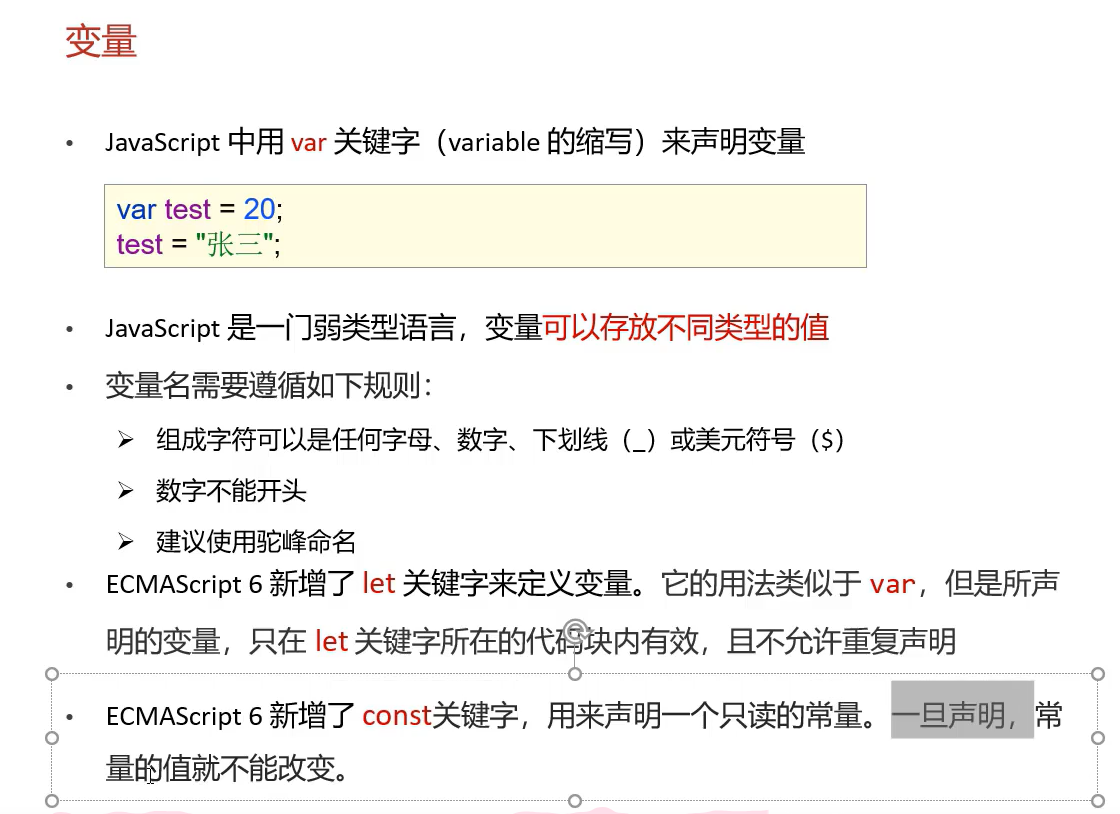 变量
• JavaScript 中用 var 关键字（variable 的缩写）来声明变量
var test = 20;
test = "张三";
• JavaScript 是一门弱类型语言，变量可以存放不同类型的值
• 变量名需要遵循如下规则：
➢ 组成字符可以是任何字母、数字、下划线（_）或美元符号（$）
➢ 数字不能开头
➢ 建议使用驼峰命名
• ECMAScript 6 新增了 let 关键字来定义变量。它的用法类似于 var，但是所声
明的变量，只在 let 关键字所在的代码块内有效，且不允许重复声明
• ECMAScript 6 新增了 const关键字，用来声明一个只读的常量。一旦声明，常
量的值就不能改变。